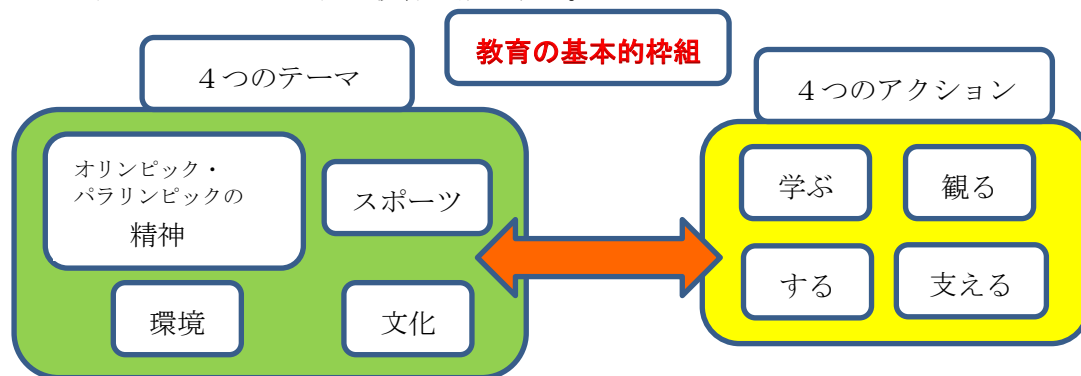 教育の基本的枠組
４つのテーマ
オリンピック・
パラリンピックの
精神
スポーツ
環境
文化
４つのアクション
学ぶ
観る
する
支える